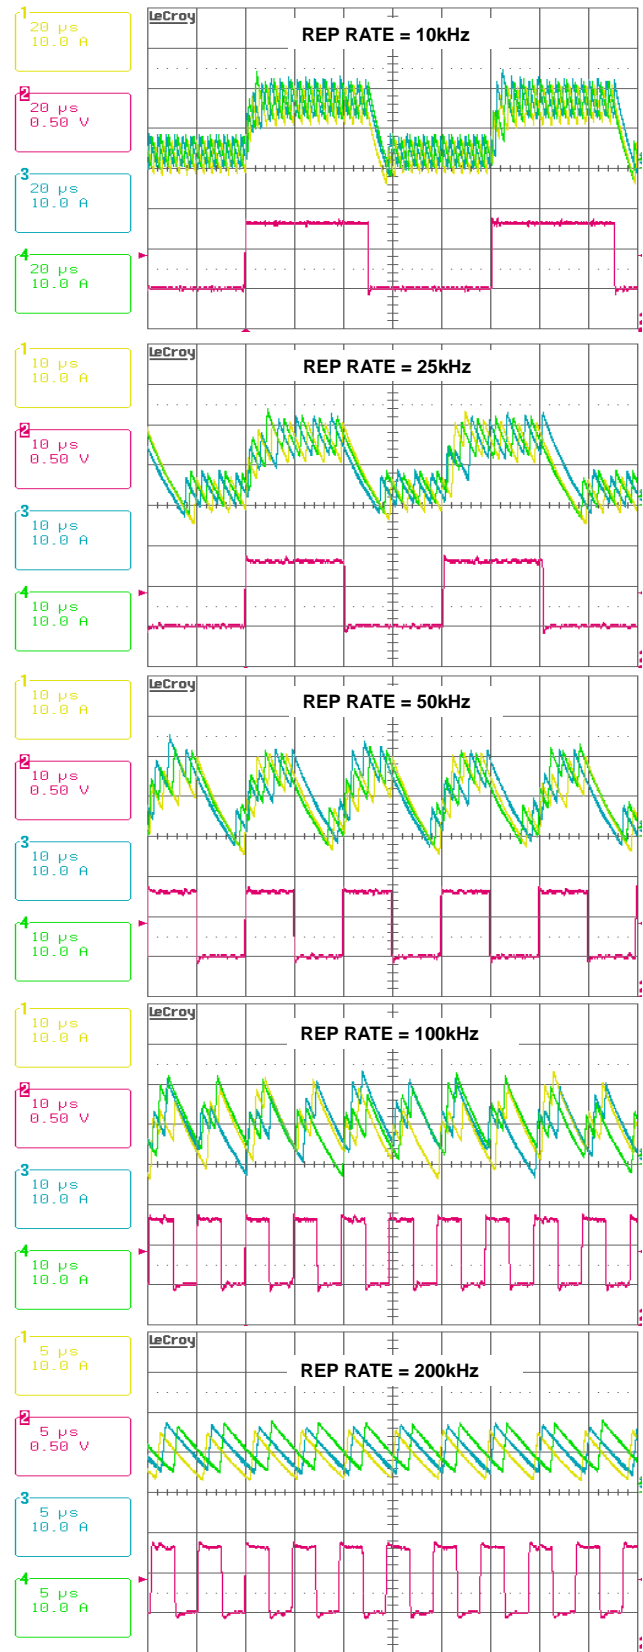 1
20 µs
10.0 A
2
20 µs
0.50 V
3
20 µs
10.0 A
4
20 µs
10.0 A
LeCroy
REP RATE = 10kHz
1
10 µs
10.0 A
2
10 µs
0.50 V
3
10 µs
10.0 A
4
10 µs
10.0 A
LeCroy
REP RATE = 25kHz
1
10 µs
10.0 A
2
10 µs
0.50 V
3
10 µs
10.0 A
4
10 µs
10.0 A
LeCroy
REP RATE = 50kHz
1
10 µs
10.0 A
2
10 µs
0.50 V
3
10 µs
10.0 A
4
10 µs
10.0 A
LeCroy
REP RATE = 100kHz
1
5 µs
10.0 A
2
5 µs
0.50 V
3
5 µs
10.0 A
4
5 µs
10.0 A
LeCroy
REP RATE = 200kHz